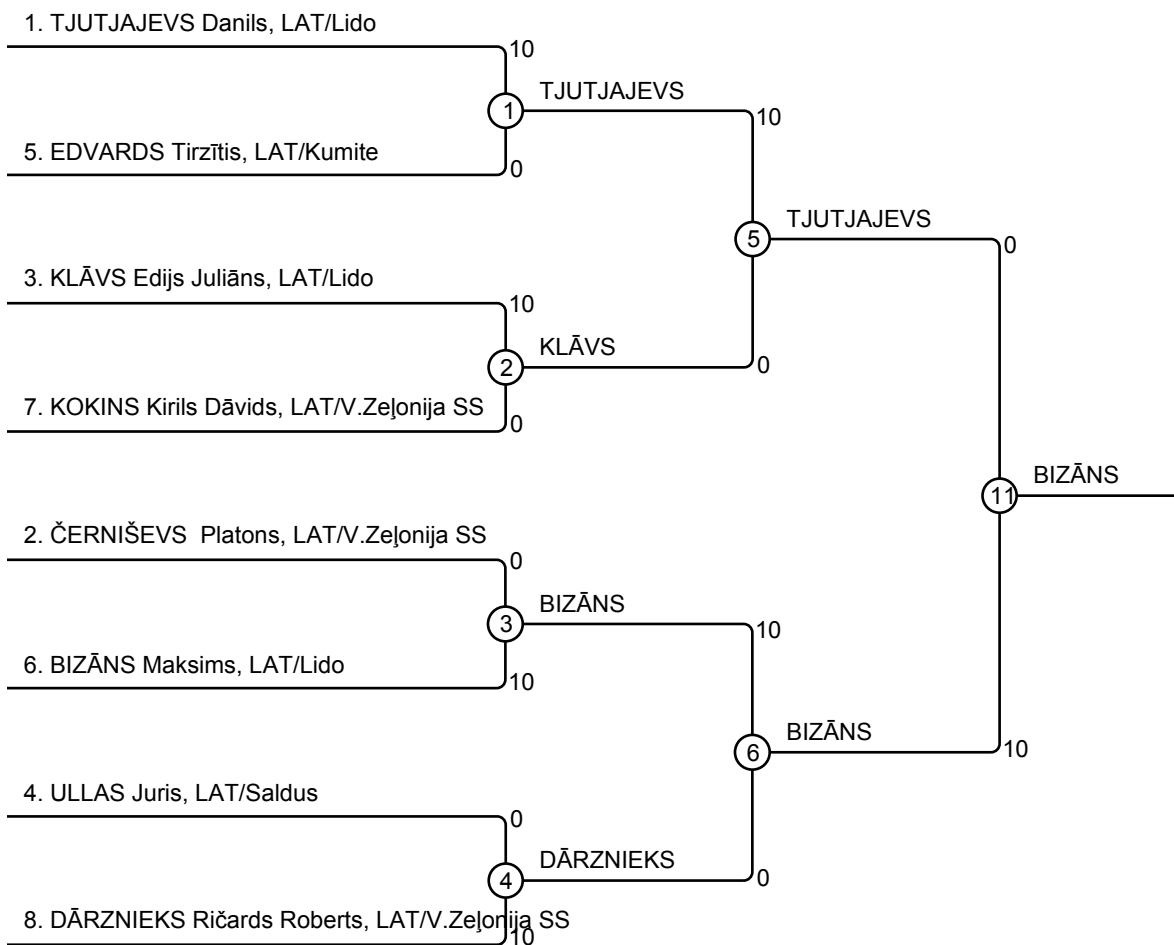 1. TJUTJAJEVS Danils, LAT/Lido
10
1
TJUTJAJEVS
10
5. EDVARDS Tirzītis, LAT/Kumite
0
5
TJUTJAJEVS
0
3. KLĀVS Edijs Juliāns, LAT/Lido
10
2
KLĀVS
0
7. KOKINS Kirils Dāvids, LAT/V.Zeļonija SS
0
11
BIZĀNS
2. ČERNIŠEVS  Platons, LAT/V.Zeļonija SS
0
3
BIZĀNS
10
6. BIZĀNS Maksims, LAT/Lido
10
6
BIZĀNS
10
4. ULLAS Juris, LAT/Saldus
0
4
DĀRZNIEKS
0
8. DĀRZNIEKS Ričards Roberts, LAT/V.Zeļonija SS
10